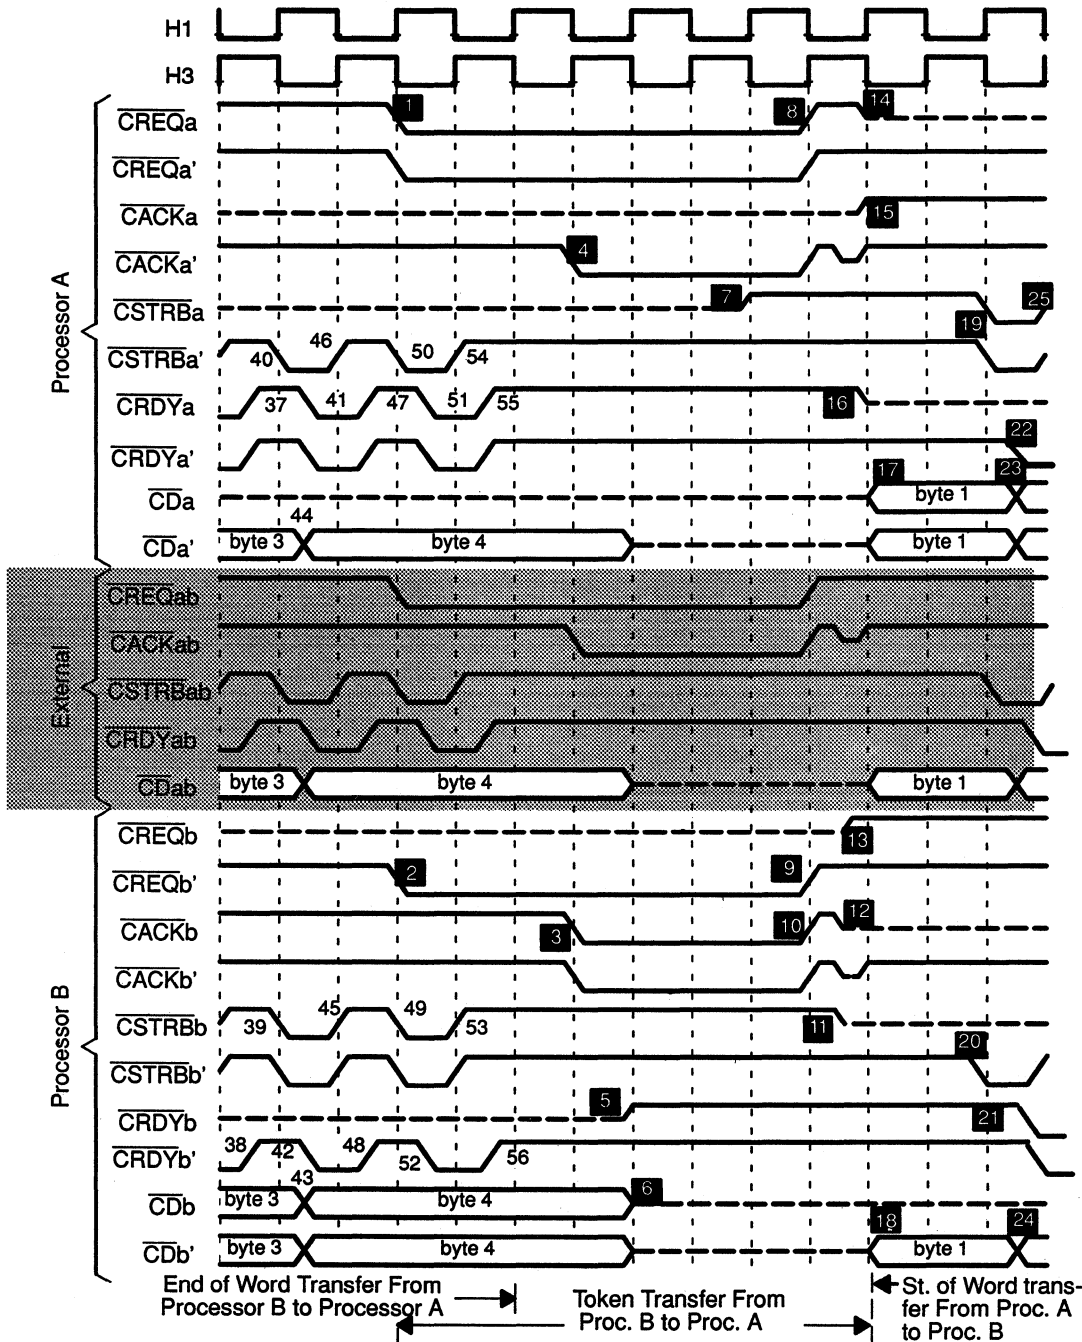 H1
H3
Processor A
CREQa 1 8 14
CREQa'
CACKa 15
CACKa' 4
CSTRBa 7 19 25
CSTRBa' 40 46 50 54
CRDYa 37 41 47 51 55 16
CRDYa' 22
CDa 17 byte 1 23
CDa' byte 3 44 byte 4 byte 1
External
CREQab
CACKab
CSTRBab
CRDYab
CDab byte 3 byte 4 byte 1
Processor B
CREQb 13
CREQb' 2 9
CACKb 3 10 12
CACKb'
CSTRBb 39 45 49 53 11
CSTRBb' 20
CRDYb 5 21
CRDYb' 38 42 48 52 56
CDb byte 3 43 byte 4 6
CDb' byte 3 byte 4 18 byte 1 24
End of Word Transfer From
Processor B to Processor A
Token Transfer From
Proc. B to Proc. A
St. of Word trans-
fer From Proc. A
to Proc. B